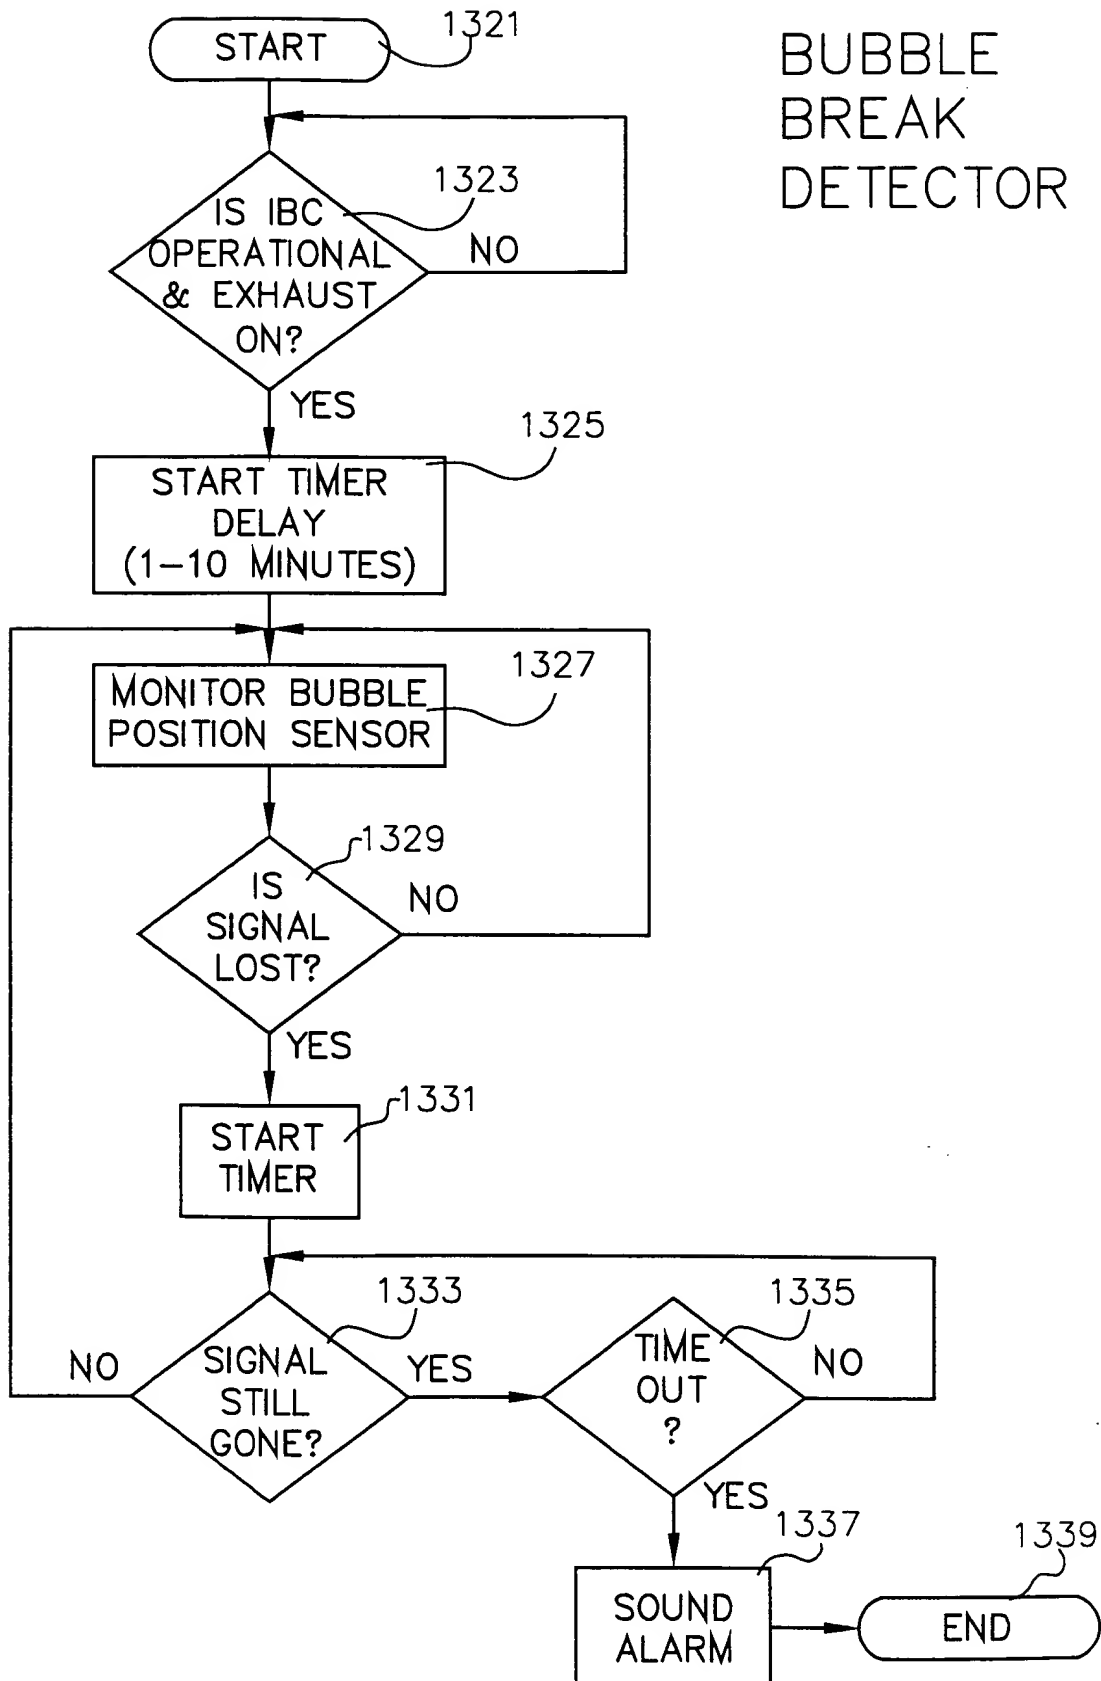 START
1321
BUBBLE
BREAK
DETECTOR
1323
IS IBC
OPERATIONAL
& EXHAUST
ON?
NO
YES
1325
START TIMER
DELAY
(1-10 MINUTES)
1327
MONITOR BUBBLE
POSITION SENSOR
1329
IS
SIGNAL
LOST?
NO
YES
1331
START
TIMER
1333
SIGNAL
STILL
GONE?
NO
YES
1335
TIME
OUT
?
NO
YES
1337
SOUND
ALARM
1339
END